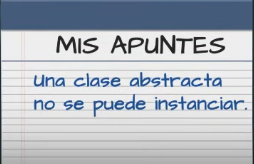 MIS APUNTES
Una clase abstracta
no se puede instanciar.